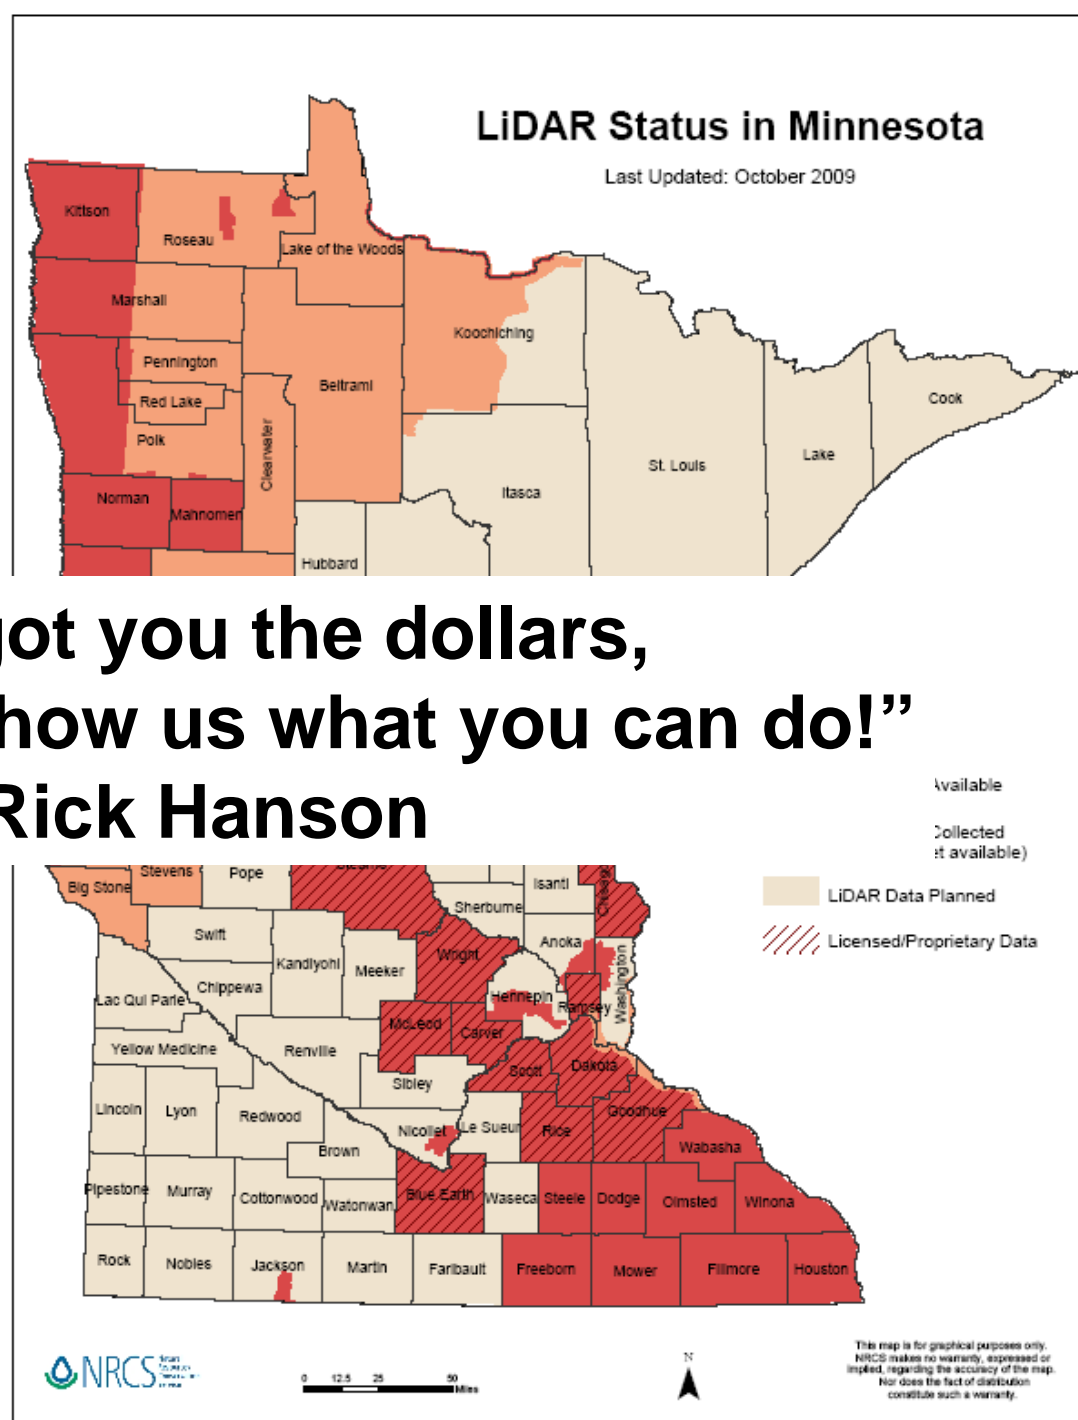 LiDAR Status in Minnesota
Last Updated: October 2009
Kittson
Roseau
Lake of the Woods
Marshall
Koochiching
Pennington
Beltrami
Red Lake
Cook
Polk
Clearwater
Lake
St. Louis
Itasca
Norman
Mahnomen
Hubbard
got you the dollars,
how us what you can do!”
Rick Hanson
Available
Collected
et available)
LiDAR Data Planned
Licensed/Proprietary Data
Stearns
Stevens
Pope
Big Stone
Isanti
Chisago
Sherburne
Swift
Anoka
Wright
Kandiyohi
Meeker
Washington
Chippewa
Lac Qui Parle
Hennepin
Ramsey
McLeod
Carver
Yellow Medicine
Renville
Scott
Dakota
Sibley
Lincoln
Lyon
Redwood
Goodhue
Nicollet
Le Sueur
Rice
Brown
Wabasha
Pipestone
Murray
Cottonwood
Watonwan
Blue Earth
Waseca
Steele
Dodge
Olmsted
Winona
Rock
Nobles
Jackson
Martin
Faribault
Freeborn
Mower
Fillmore
Houston
NRCS
0 12.5 25 50
Miles
N
This map is for graphical purposes only.
NRCS makes no warranty, expressed or
implied, regarding the accuracy of the map.
Nor does the fact of distribution
constitute such a warranty.